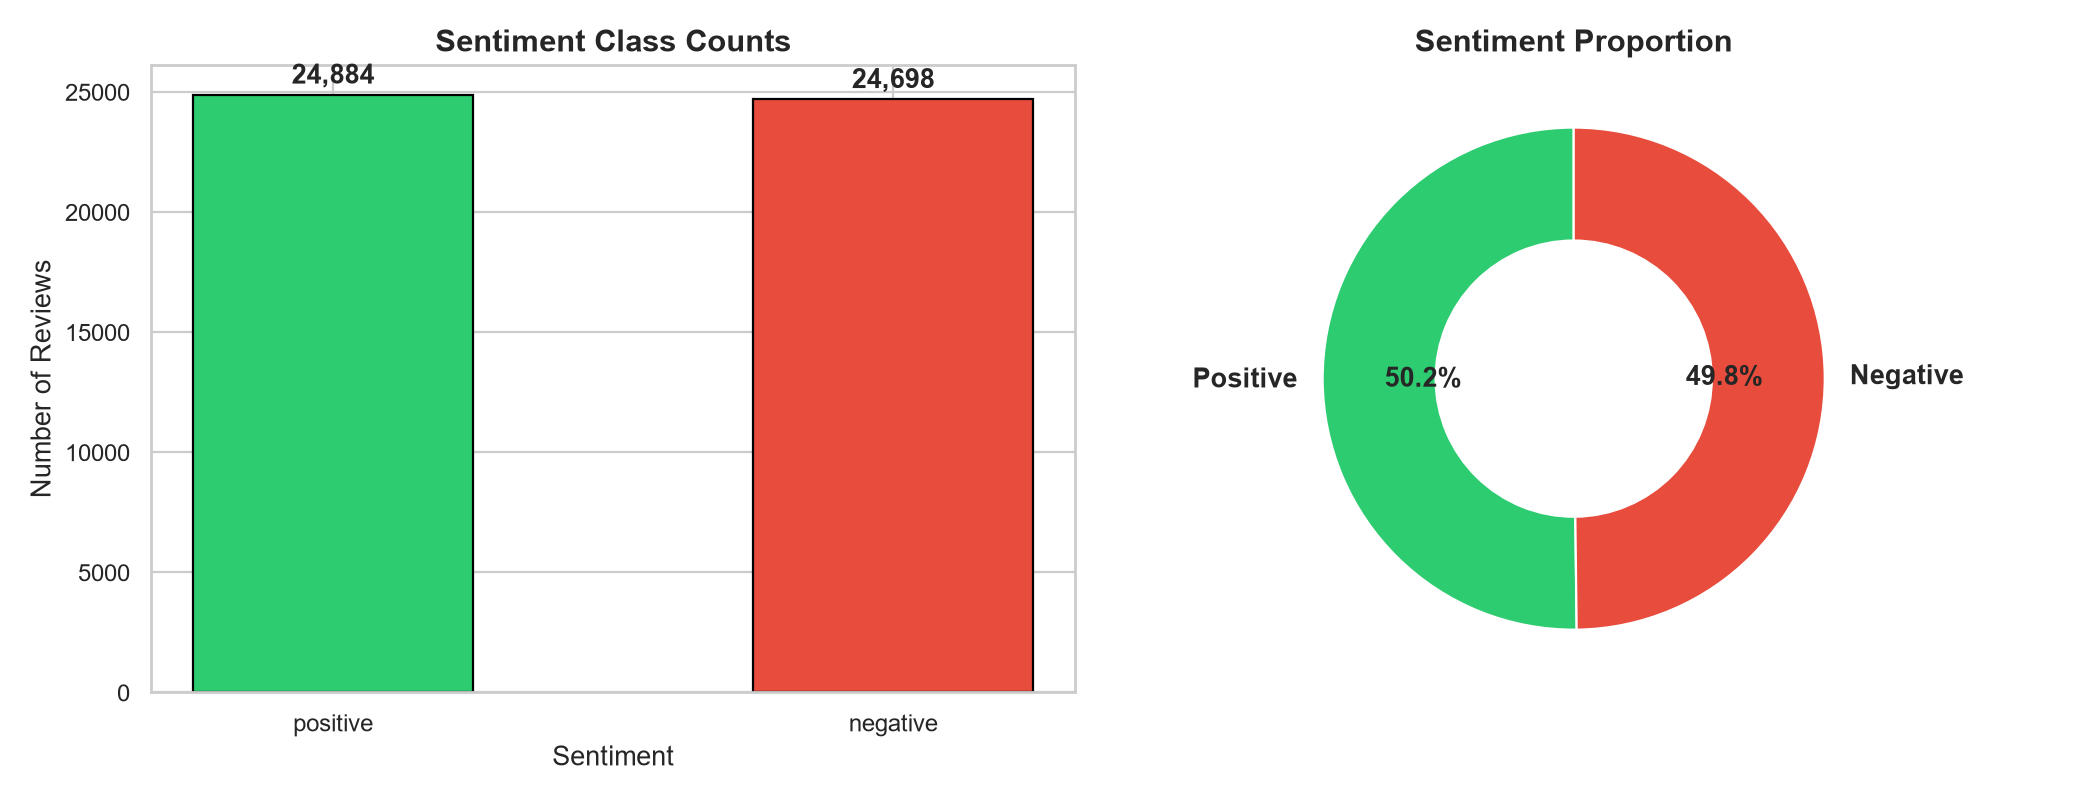 Sentiment Class Counts
24,884
24,698
25000
20000
15000
10000
5000
0
Number of Reviews
positive
negative
Sentiment
Sentiment Proportion
Positive
50.2%
49.8%
Negative